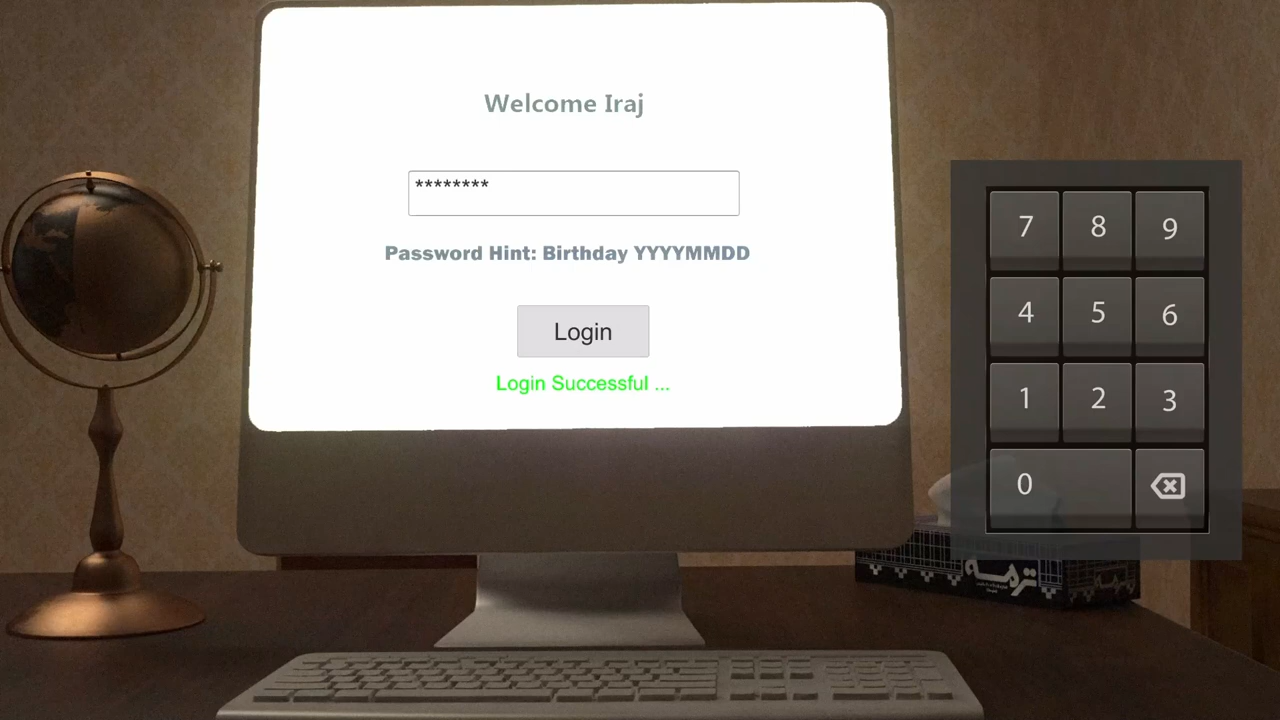 Welcome Iraj
********
Password Hint: Birthday YYYYMMDD
Login
Login Successful ...
7 8 9
4 5 6
1 2 3
0
ترمه